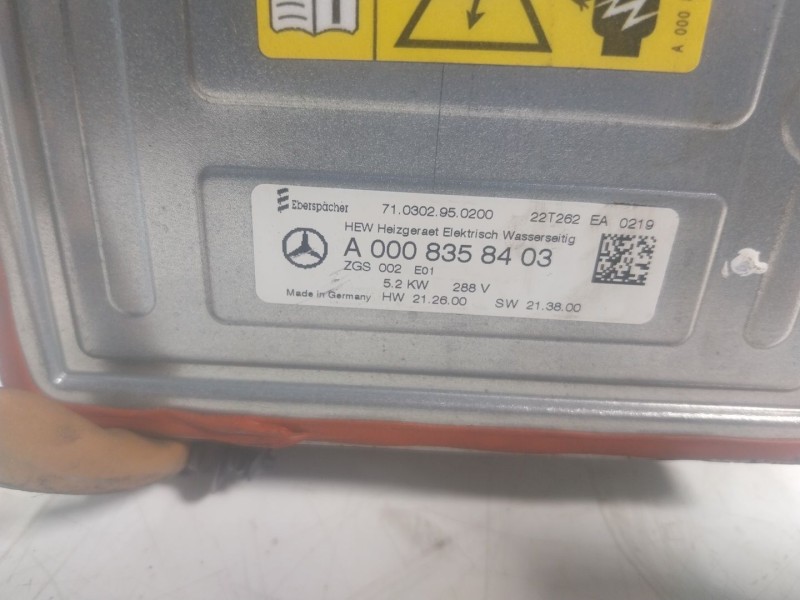 A 000
Eberspächer 71.0302.95.0200 22T262 EA 0219
HEW Heizgeraet Elektrisch Wasserseitig
A 000 835 84 03
ZGS 002 E01
5.2 KW 288 V
Made in Germany HW 21.26.00 SW 21.38.00